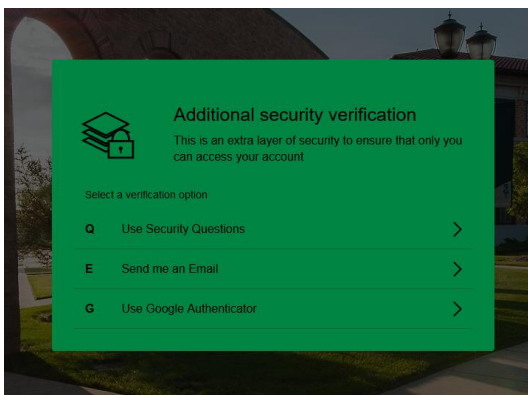 Additional security verification
This is an extra layer of security to ensure that only you
can access your account
Select a verification option
Q Use Security Questions
E Send me an Email
G Use Google Authenticator